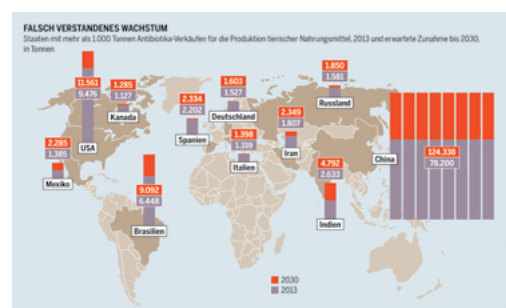 FALSCH VERSTANDENES WACHSTUM
Staaten mit mehr als 1.000 Tonnen Antibiotika-Verkäufen für die Produktion tierischer Nahrungsmittel, 2013 und erwartete Zunahme bis 2030,
in Tonnen
11.561
9.476
USA
1.285
1.127
Kanada
2.334
2.202
Spanien
1.603
1.527
Deutschland
1.850
1.581
Russland
2.285
1.385
Mexiko
1.398
1.319
Italien
2.349
1.807
Iran
China
124.338
78.200
9.092
6.448
Brasilien
4.792
2.633
Indien
2030
2013